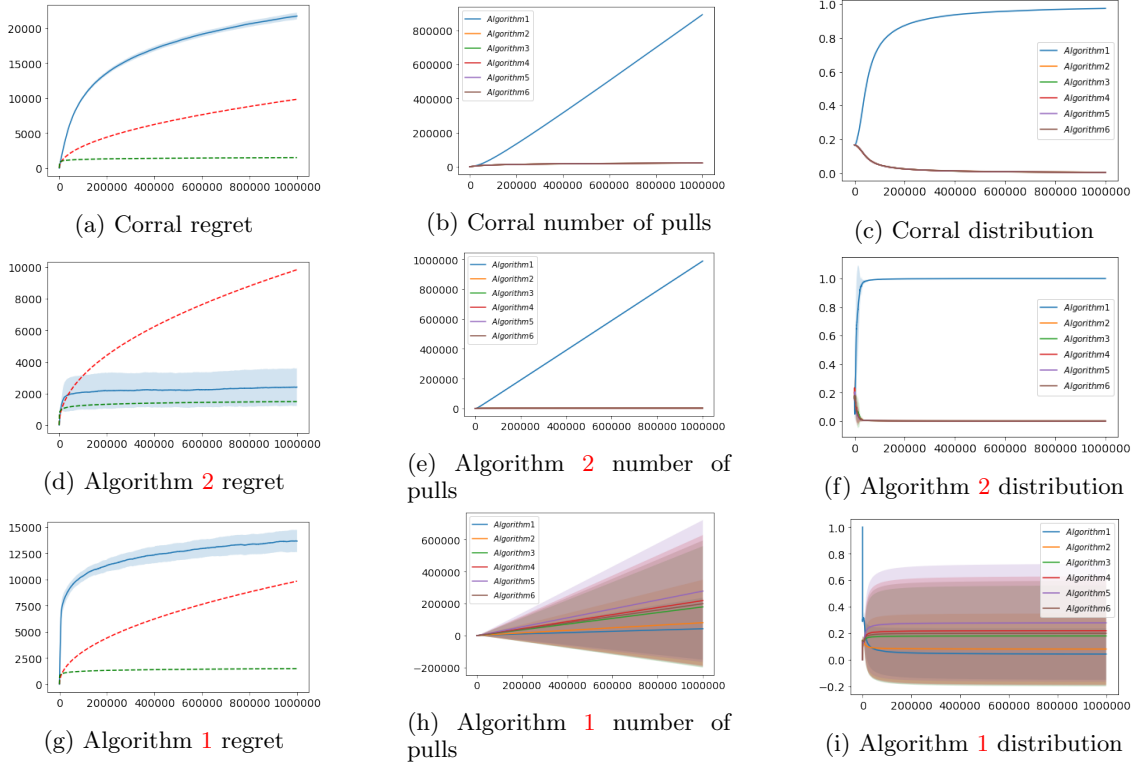 20000
15000
10000
5000
0
0 200000 400000 600000 800000 1000000
(a) Corral regret
800000
600000
400000
200000
0
Algorithm1
Algorithm2
Algorithm3
Algorithm4
Algorithm5
Algorithm6
0 200000 400000 600000 800000 1000000
(b) Corral number of pulls
1.0
0.8
0.6
0.4
0.2
0.0
Algorithm1
Algorithm2
Algorithm3
Algorithm4
Algorithm5
Algorithm6
0 200000 400000 600000 800000 1000000
(c) Corral distribution
10000
8000
6000
4000
2000
0
0 200000 400000 600000 800000 1000000
(d) Algorithm 2 regret
1000000
800000
600000
400000
200000
0
Algorithm1
Algorithm2
Algorithm3
Algorithm4
Algorithm5
Algorithm6
0 200000 400000 600000 800000 1000000
(e) Algorithm 2 number of
pulls
1.0
0.8
0.6
0.4
0.2
0.0
Algorithm1
Algorithm2
Algorithm3
Algorithm4
Algorithm5
Algorithm6
0 200000 400000 600000 800000 1000000
(f) Algorithm 2 distribution
15000
12500
10000
7500
5000
2500
0
0 200000 400000 600000 800000 1000000
(g) Algorithm 1 regret
600000
400000
200000
0
−200000
Algorithm1
Algorithm2
Algorithm3
Algorithm4
Algorithm5
Algorithm6
0 200000 400000 600000 800000 1000000
(h) Algorithm 1 number of
pulls
1.0
0.8
0.6
0.4
0.2
0.0
−0.2
Algorithm1
Algorithm2
Algorithm3
Algorithm4
Algorithm5
Algorithm6
0 200000 400000 600000 800000 1000000
(i) Algorithm 1 distribution